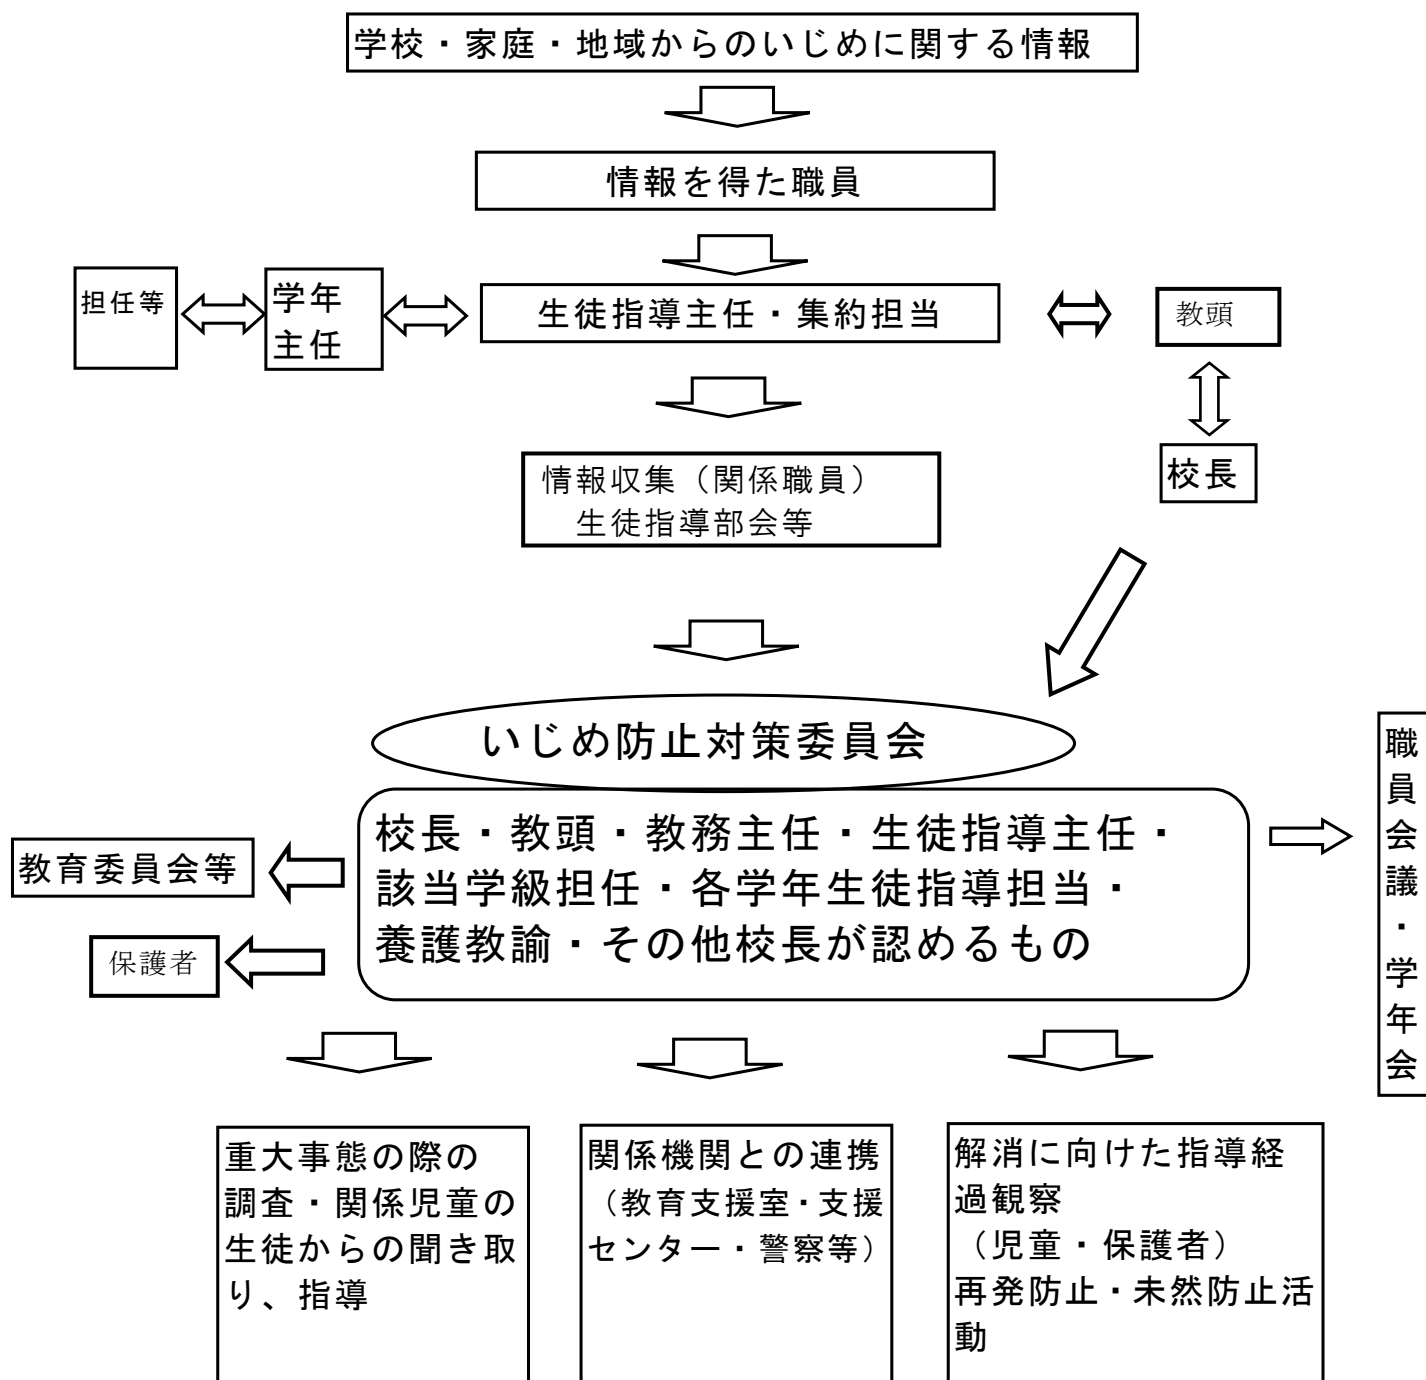 学校・家庭・地域からのいじめに関する情報
情報を得た職員
担任等
学年
主任
生徒指導主任・集約担当
教頭
校長
情報収集（関係職員）
生徒指導部会等
いじめ防止対策委員会
校長・教頭・教務主任・生徒指導主任・
該当学級担任・各学年生徒指導担当・
養護教諭・その他校長が認めるもの
教育委員会等
保護者
職員会議・学年会
重大事態の際の
調査・関係児童の
生徒からの聞き取
り、指導
関係機関との連携
（教育支援室・支援
センター・警察等）
解消に向けた指導経
過観察
（児童・保護者）
再発防止・未然防止活
動